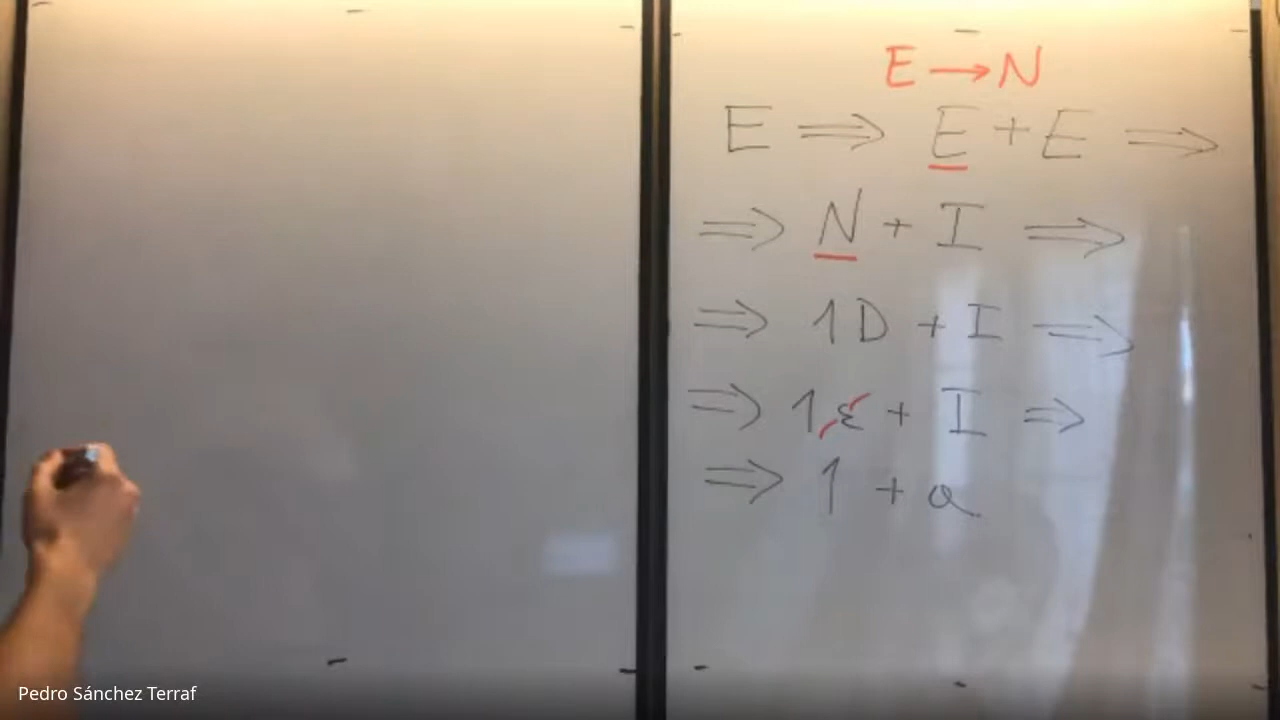 E → N
E ⟹ E + E ⟹
⟹ N + I ⟹
⟹ 1D + I ⟹
⟹ 1ε + I ⟹
⟹ 1 + a
Pedro Sánchez Terraf